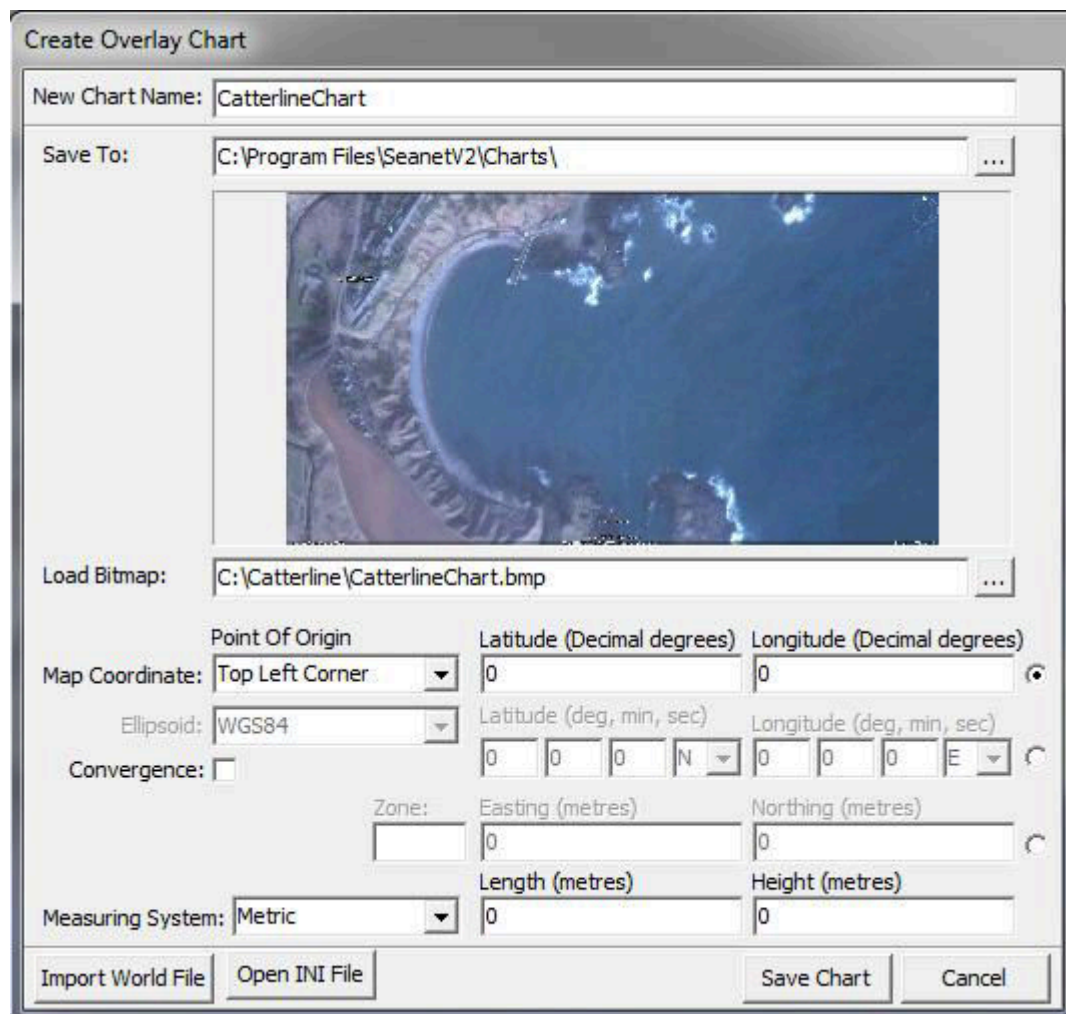 Create Overlay Chart
New Chart Name: CatterlineChart
Save To: C:\Program Files\SeanetV2\Charts\ ...
Load Bitmap: C:\Catterline\CatterlineChart.bmp ...
Point Of Origin Latitude (Decimal degrees) Longitude (Decimal degrees)
Map Coordinate: Top Left Corner 0 0
Ellipsoid: WGS84 Latitude (deg, min, sec) Longitude (deg, min, sec)
0 0 0 N 0 0 0 E
Convergence:
Zone: Easting (metres) Northing (metres)
0 0
Length (metres) Height (metres)
Measuring System: Metric 0 0
Import World File Open INI File Save Chart Cancel